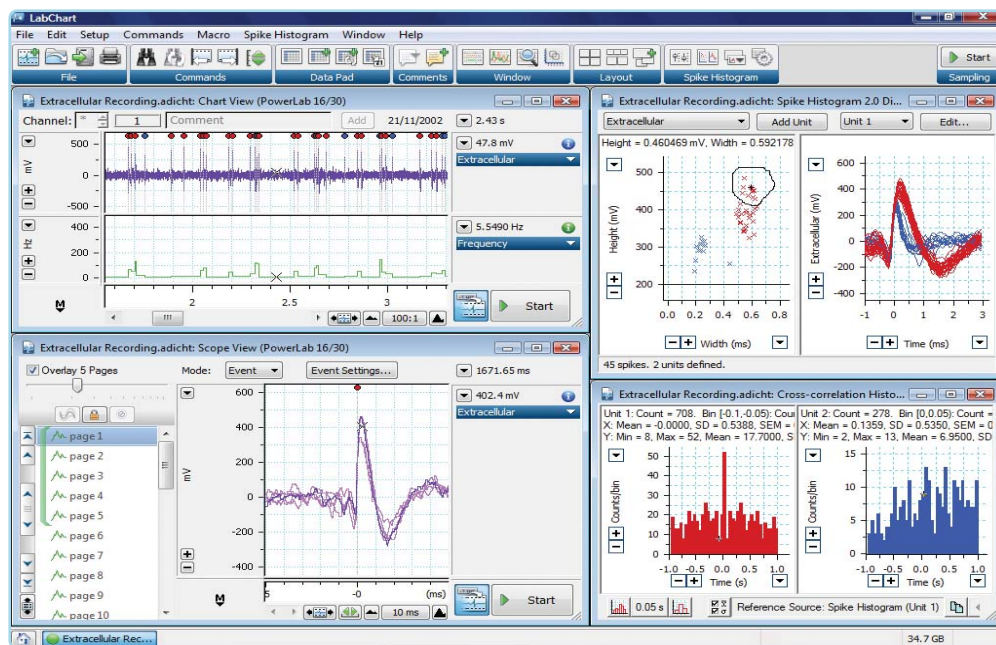 LabChart
File Edit Setup Commands Macro Spike Histogram Window Help
File Commands Data Pad Comments Window Layout Spike Histogram Start
Sampling
Extracellular Recording.adicht: Chart View (PowerLab 16/30)
Channel: * 1 Comment Add 21/11/2002 2.43 s
500
0
-500
mV
47.8 mV
Extracellular
400
200
0
Hz
5.5490 Hz
Frequency
2 2.5 3
M
100:1
Start
Extracellular Recording.adicht: Scope View (PowerLab 16/30)
Overlay 5 Pages
Mode: Event Event Settings... 1671.65 ms
402.4 mV
Extracellular
page 1
page 2
page 3
page 4
page 5
page 6
page 7
page 8
page 9
page 10
600
400
200
0
-200
-400
mV
5 -0 (ms)
M
10 ms
Start
Extracellular Recording.adicht: Spike Histogram 2.0 Di...
Extracellular Add Unit Unit 1 Edit...
Height = 0.460469 mV, Width = 0.592178
500
400
300
200
Height (mV)
0.0 0.2 0.4 0.6 0.8
Width (ms)
600
400
200
0
-200
-400
Extracellular (mV)
-1 0 1 2 3
Time (ms)
45 spikes. 2 units defined.
Extracellular Recording.adicht: Cross-correlation Histo...
Unit 1: Count = 708. Bin [-0.1,-0.05): Cou
X: Mean = -0.0000, SD = 0.5388, SEM =
Y: Min = 8, Max = 52, Mean = 17.7000, S
50
40
30
20
10
0
Counts/bin
-1.0 -0.5 0.0 0.5 1.0
Time (s)
Unit 2: Count = 278. Bin [0,0.05): Count =
X: Mean = 0.1359, SD = 0.5350, SEM = 0
Y: Min = 2, Max = 13, Mean = 6.9500, SD
15
10
5
0
Counts/bin
-1.0 -0.5 0.0 0.5 1.0
Time (s)
0.05 s Reference Source: Spike Histogram (Unit 1)
Extracellular Rec... 34.7 GB